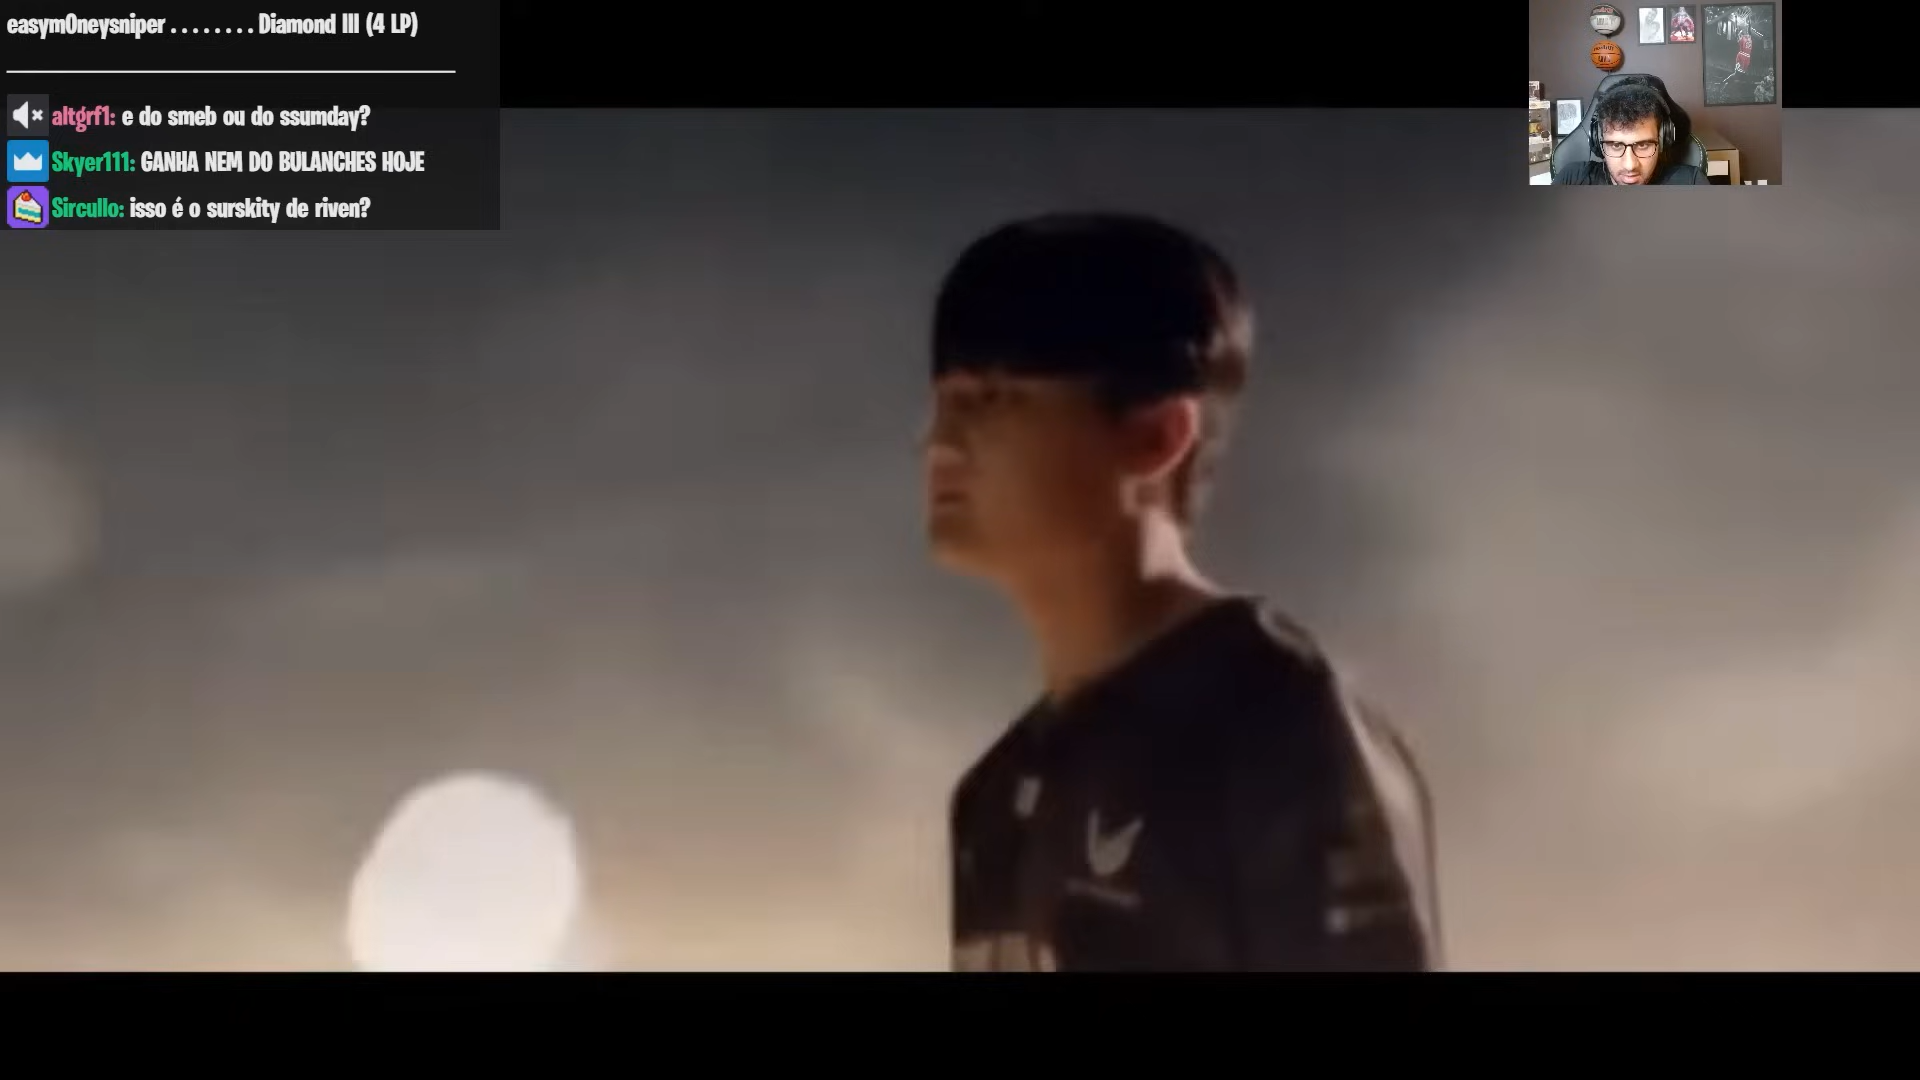 easym0neysniper . . . . . . . . Diamond III (4 LP)
altgrf1: e do smeb ou do ssumday?
Skyer111: GANHA NEM DO BULANCHES HOJE
Sircullo: isso é o surskity de riven?